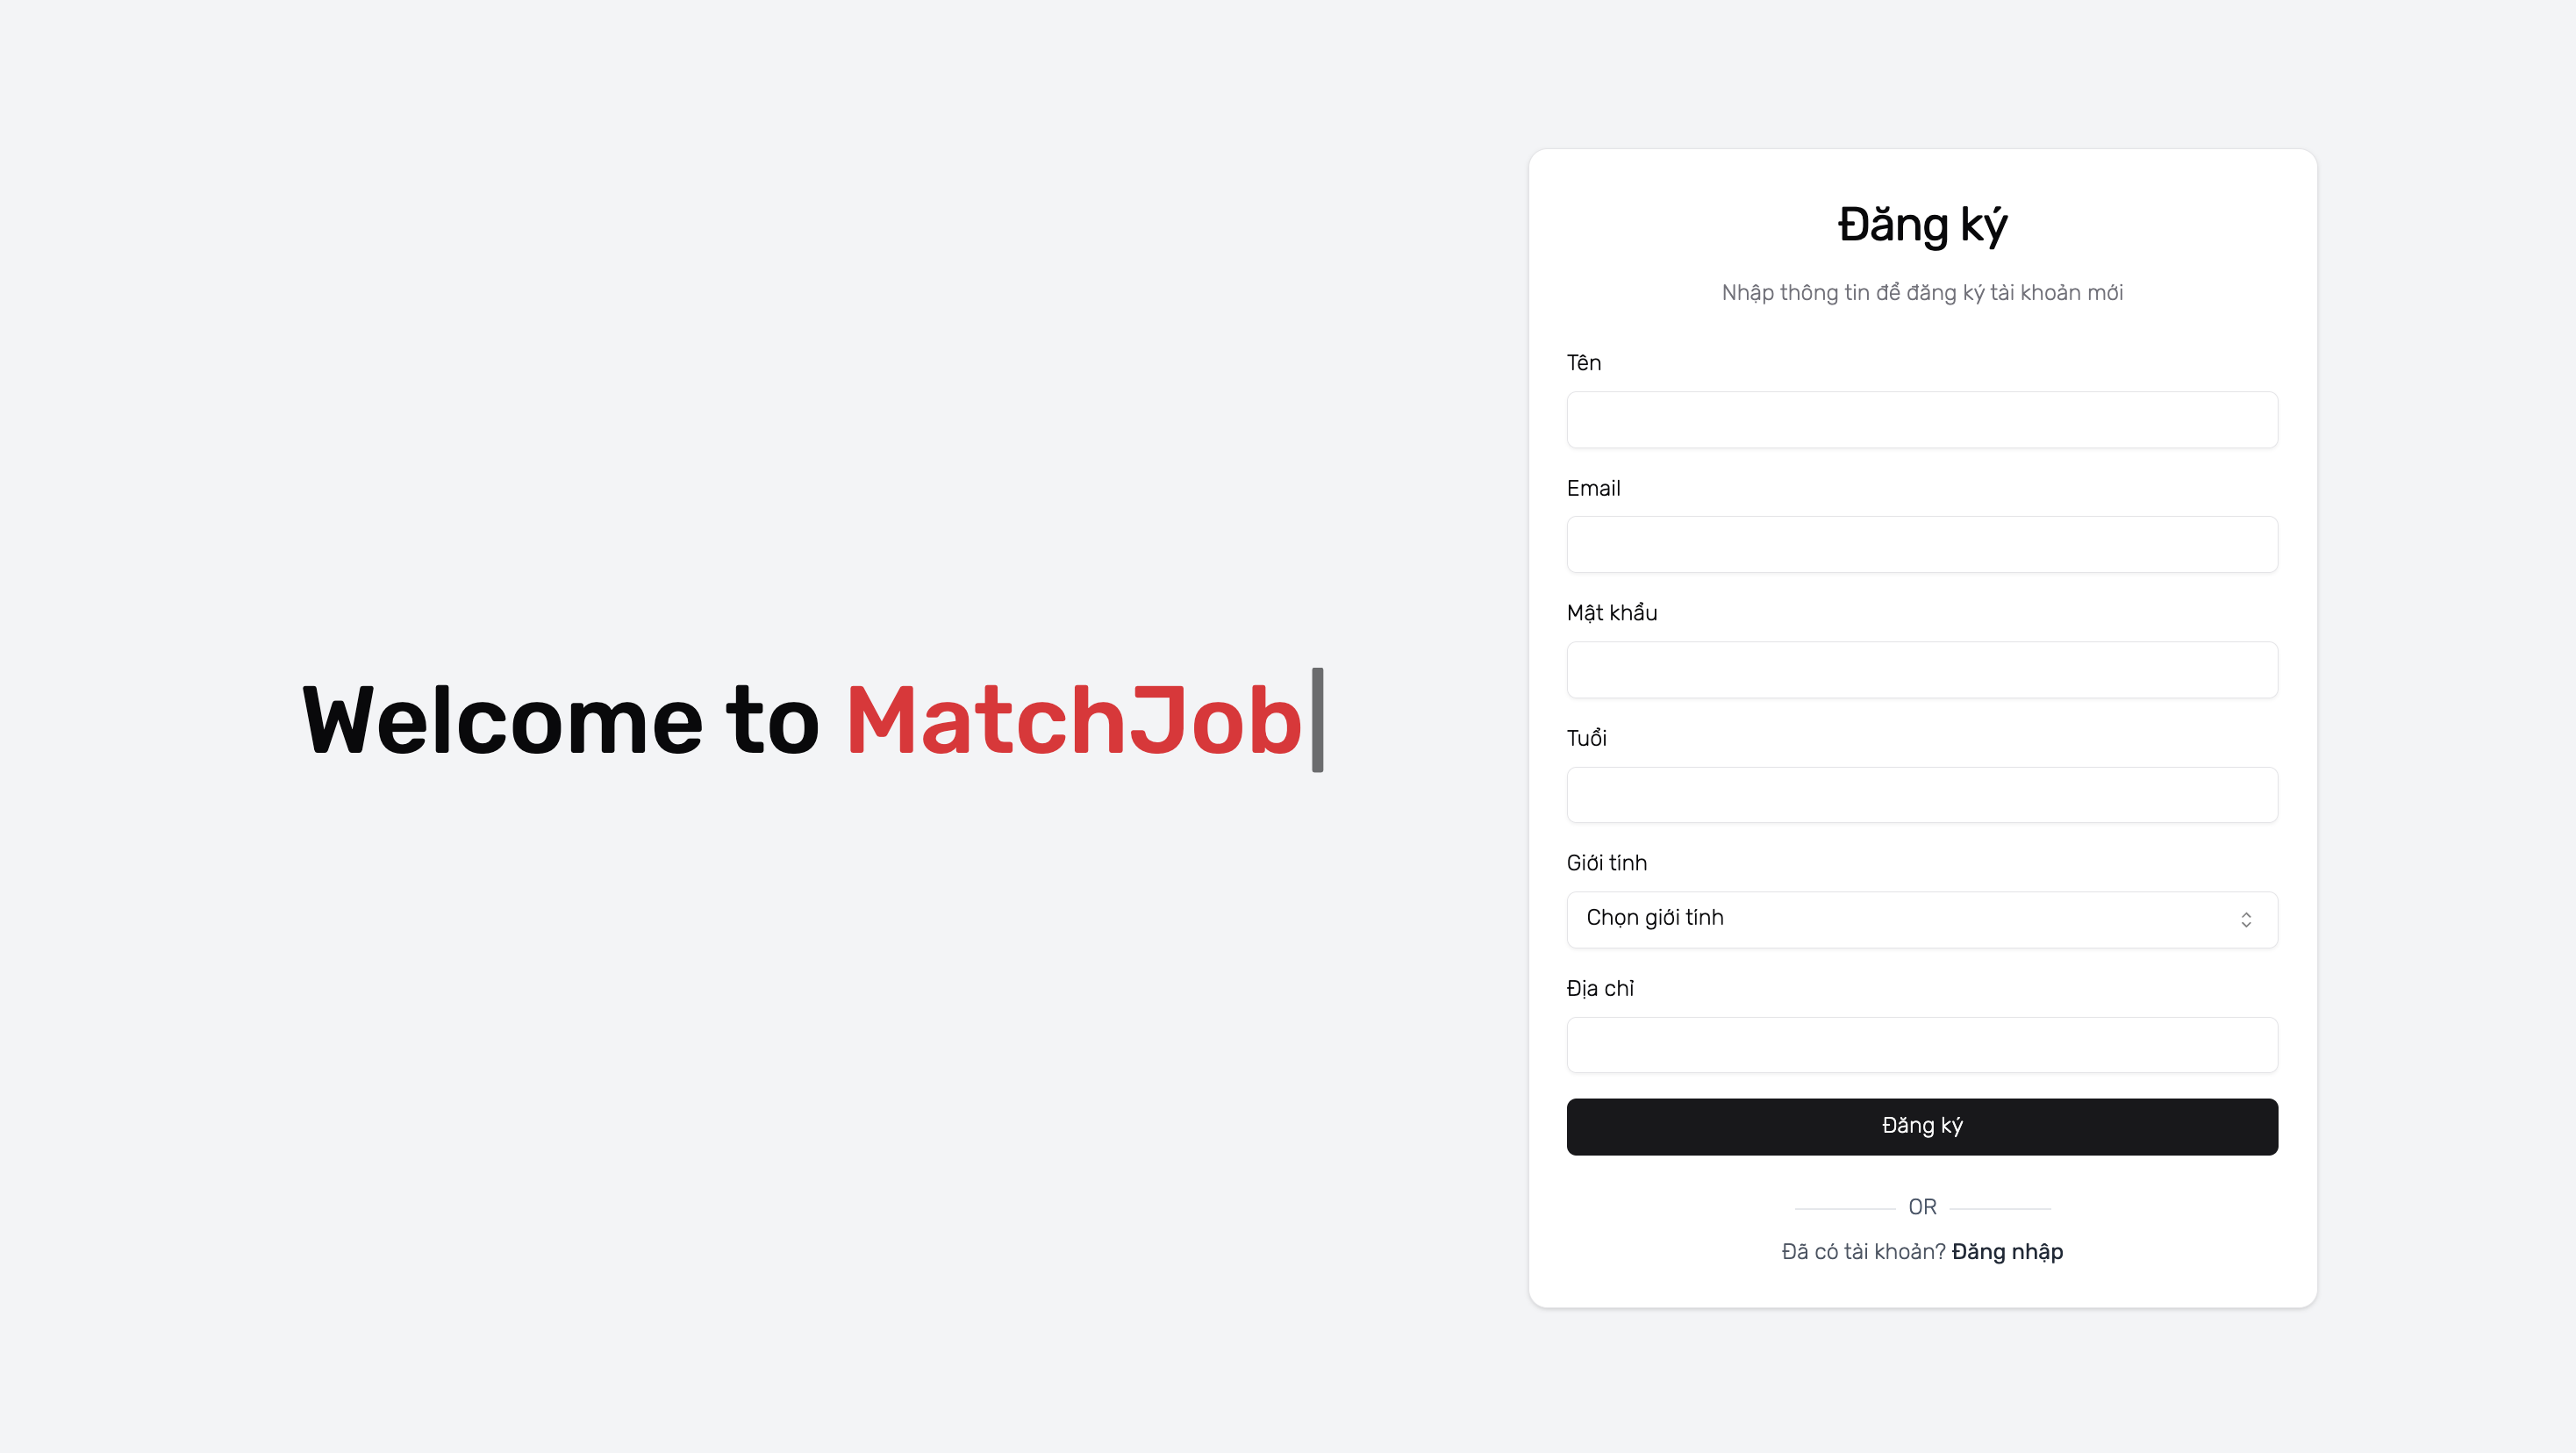 Welcome to MatchJob
Đăng ký
Nhập thông tin để đăng ký tài khoản mới
Tên
Email
Mật khẩu
Tuổi
Giới tính
Chọn giới tính
Địa chỉ
Đăng ký
OR
Đã có tài khoản? Đăng nhập